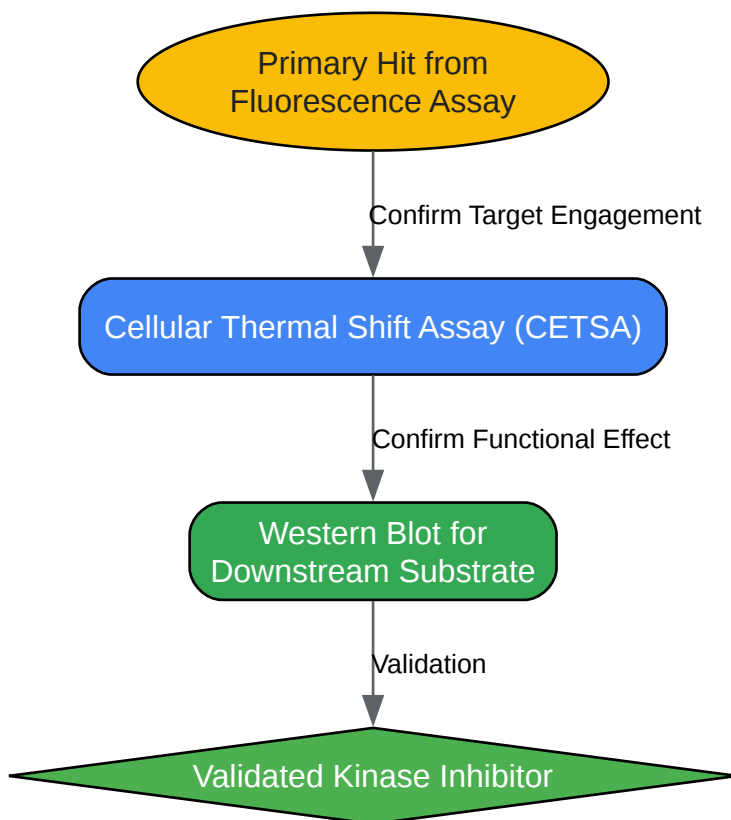 Primary Hit from
Fluorescence Assay
Confirm Target Engagement
Cellular Thermal Shift Assay (CETSA)
Confirm Functional Effect
Western Blot for
Downstream Substrate
Validation
Validated Kinase Inhibitor